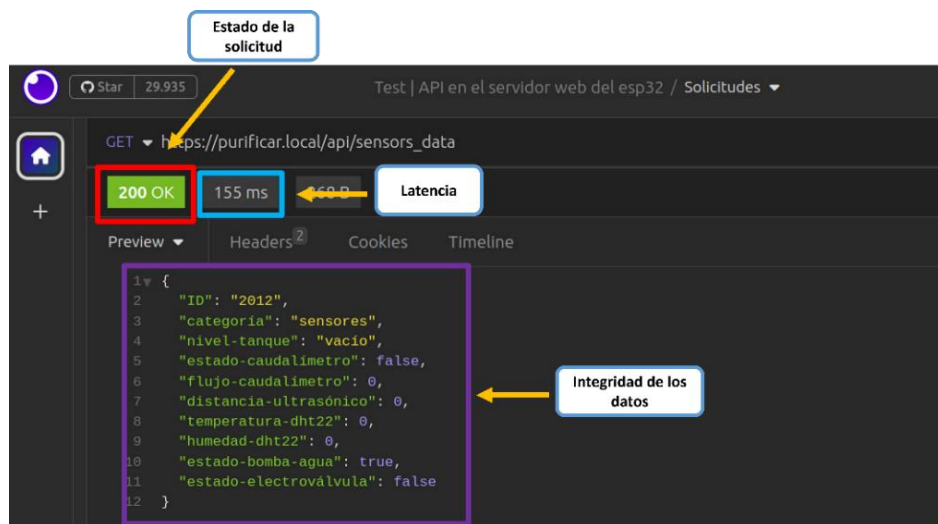 Estado de la
solicitud
Star 29.935
Test | API en el servidor web del esp32 / Solicitudes
GET https://purificar.local/api/sensors_data
200 OK 155 ms
Latencia
Preview Headers 2 Cookies Timeline
1 {
2 "ID": "2012",
3 "categoría": "sensores",
4 "nivel-tanque": "vacío",
5 "estado-caudalímetro": false,
6 "flujo-caudalímetro": 0,
7 "distancia-ultrasónico": 0,
8 "temperatura-dht22": 0,
9 "humedad-dht22": 0,
10 "estado-bomba-agua": true,
11 "estado-electroválvula": false
12 }
Integridad de los
datos